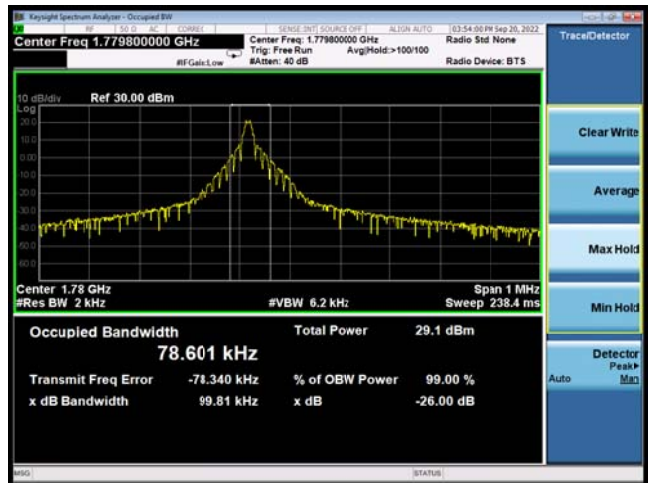 Keysight Spectrum Analyzer - Occupied BW
RF 50 Ω AC CORREC SENSE:INT SOURCE OFF ALIGN AUTO 03:54:00 PM Sep 20, 2022
Center Freq 1.779800000 GHz Center Freq: 1.779800000 GHz Radio Std None
Trig: Free Run Avg|Hold:>100/100
#IFGain:Low #Atten: 40 dB Radio Device: BTS
Trace/Detector
10 dB/div Ref 30.00 dBm
Log
20.0
10.0
0.00
10.0
20.0
30.0
40.0
50.0
60.0
Center 1.78 GHz Span 1 MHz
#Res BW 2 kHz #VBW 6.2 kHz Sweep 238.4 ms
Occupied Bandwidth Total Power 29.1 dBm
78.601 kHz
Transmit Freq Error -78.340 kHz % of OBW Power 99.00 %
x dB Bandwidth 99.81 kHz x dB -26.00 dB
Clear Write
Average
Max Hold
Min Hold
Detector
Peak▶
Auto Man
MSG STATUS